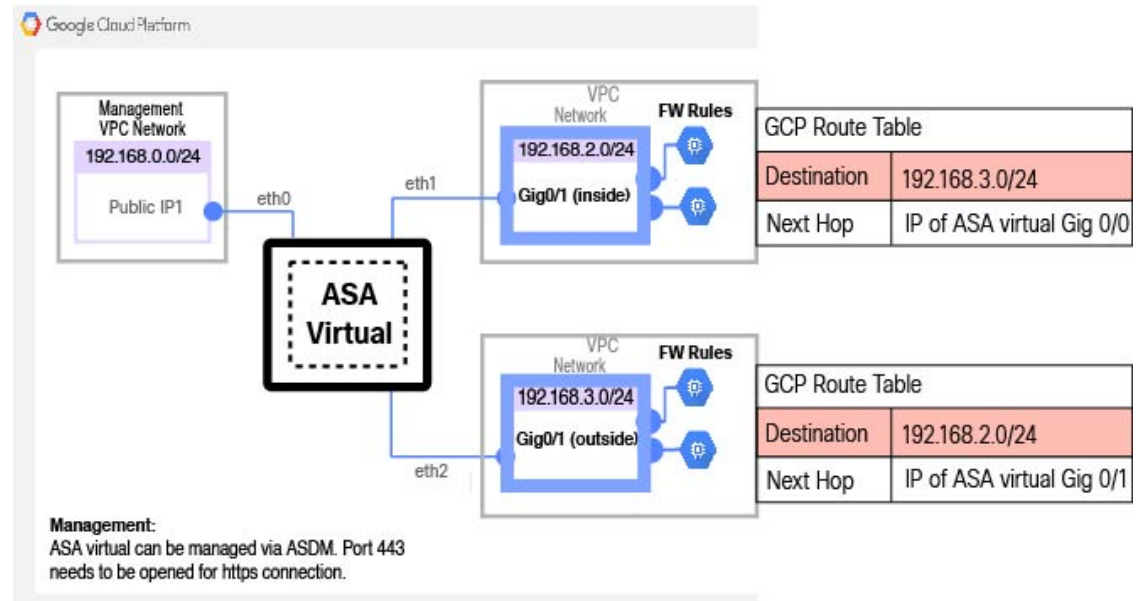 Google Cloud Platform
Management
VPC Network
192.168.0.0/24
Public IP1
eth0
eth1
ASA
Virtual
eth2
VPC
Network
FW Rules
192.168.2.0/24
Gig0/1 (inside)
GCP Route Table
Destination 192.168.3.0/24
Next Hop IP of ASA virtual Gig 0/0
VPC
Network
FW Rules
192.168.3.0/24
Gig0/1 (outside)
GCP Route Table
Destination 192.168.2.0/24
Next Hop IP of ASA virtual Gig 0/1
Management:
ASA virtual can be managed via ASDM. Port 443
needs to be opened for https connection.